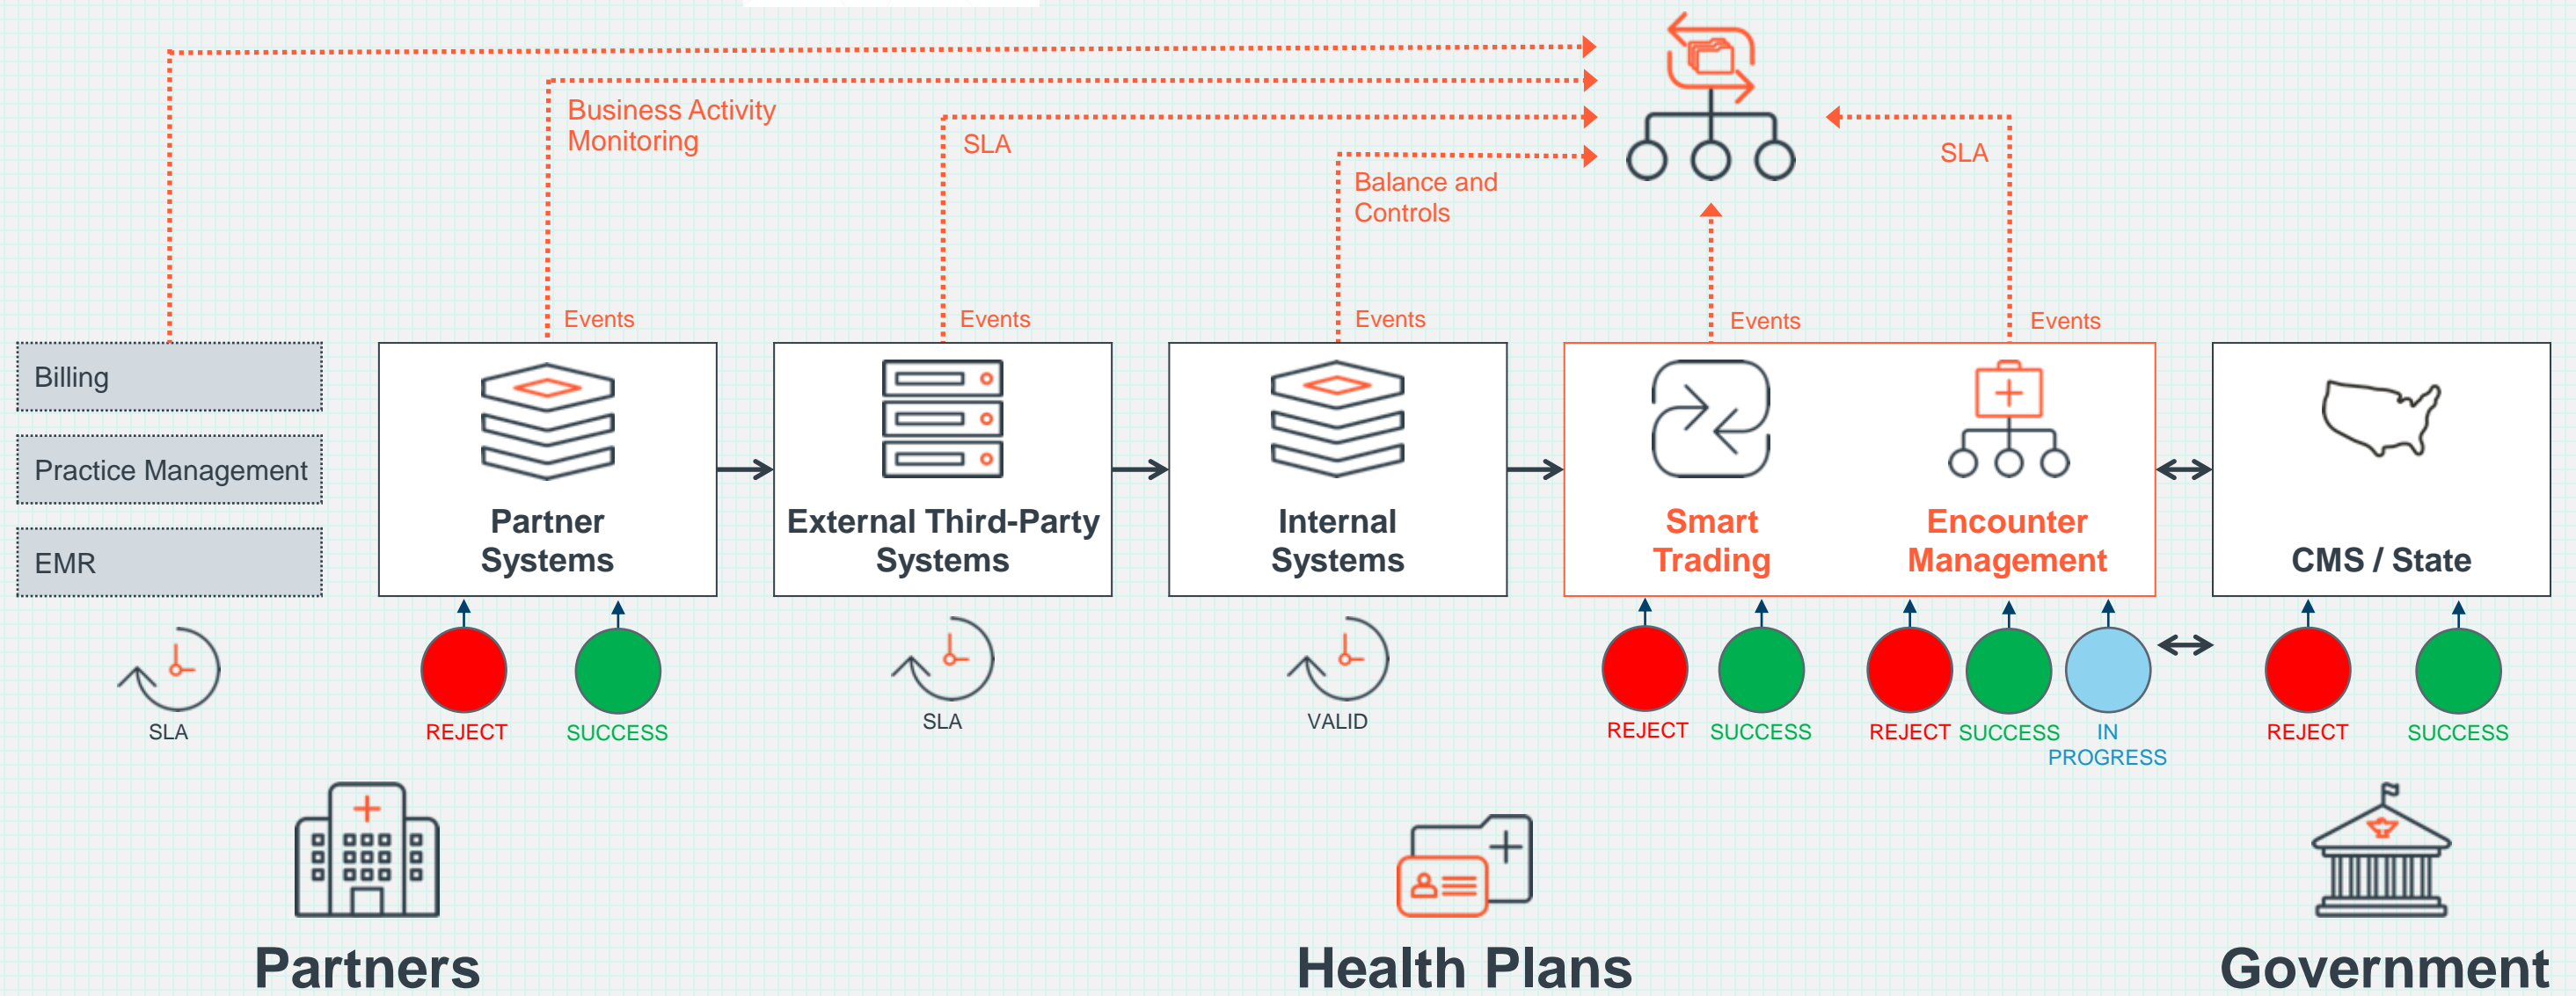 Business Activity
Monitoring
SLA
Balance and
Controls
SLA
Events
Events
Events
Events
Events
Billing
Practice Management
EMR
Partner
Systems
External Third-Party
Systems
Internal
Systems
Smart
Trading
Encounter
Management
CMS / State
SLA
REJECT
SUCCESS
SLA
VALID
REJECT
SUCCESS
REJECT
SUCCESS
IN
PROGRESS
REJECT
SUCCESS
Partners
Health Plans
Government